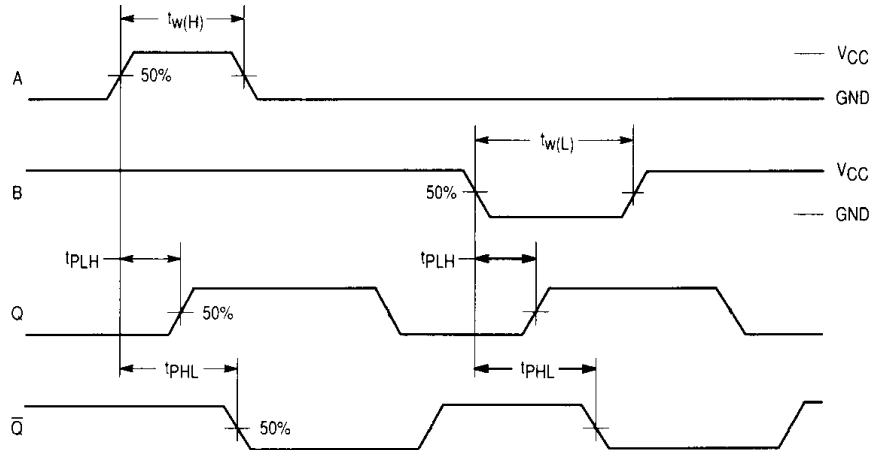 tw(H)
VCC
A 50%
GND
tw(L)
VCC
B 50%
GND
tPLH tPLH
Q 50%
tPHL tPHL
Q̅ 50%